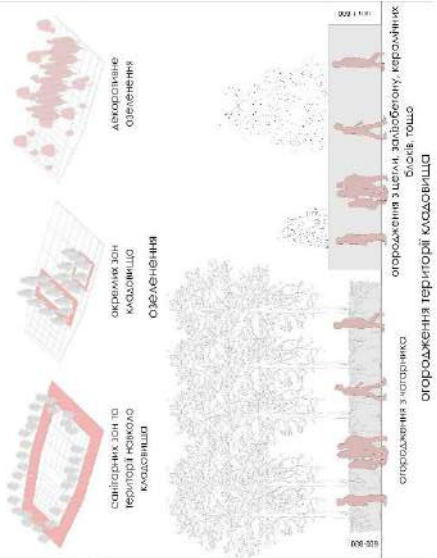 санітарних зон та
території навколо
кладовища
окремих зон
кладовища
декоративне
озеленення
озеленення
огородження з чагарника
огородження з цегли, залізобетону, керамічних
блоків, тощо
огородження території кладовища